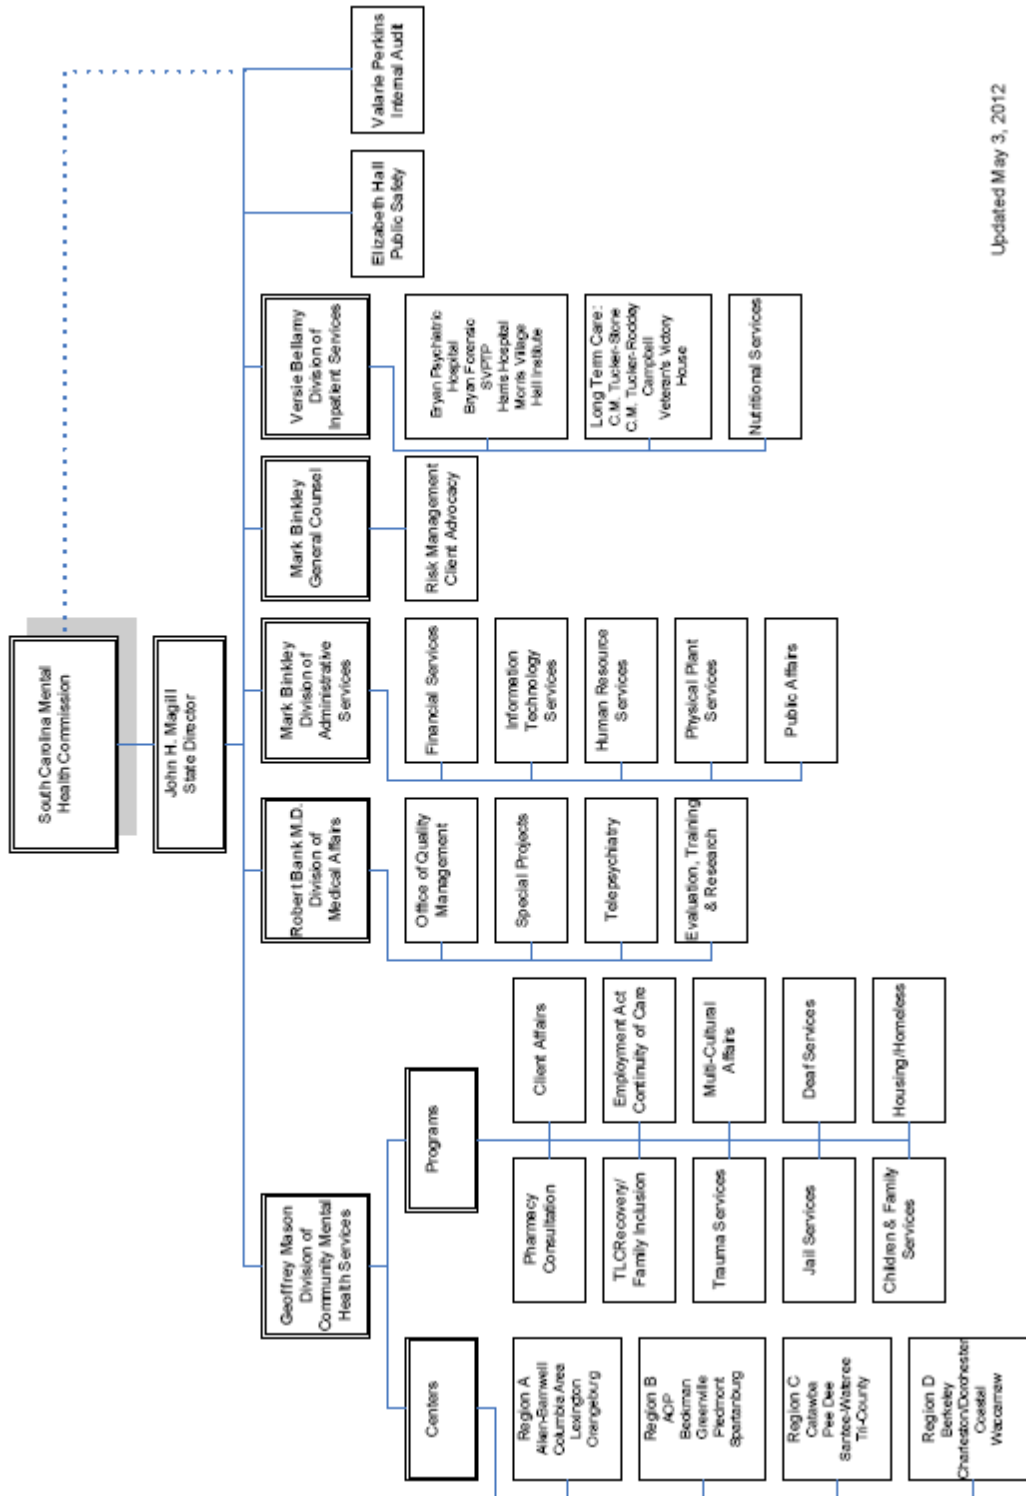 South Carolina Mental
Health Commission
John H. Magill
State Director
Geoffrey Mason
Division of
Community Mental
Health Services
Robert Bank M.D.
Division of
Medical Affairs
Mark Binkley
Division of
Administrative
Services
Mark Binkley
General Counsel
Versie Bellamy
Division of
Inpatient Services
Elizabeth Hall
Public Safety
Valarie Perkins
Internal Audit
Centers
Region A
Aiken-Barnwell
Columbia Area
Lexington
Orangeburg
Region B
AOP
Beckman
Greenville
Piedmont
Spartanburg
Region C
Catawba
Pee Dee
Santee-Wateree
Tri-County
Region D
Berkeley
Charleston/Dorchester
Coastal
Waccamaw
Programs
Pharmacy
Consultation
Client Affairs
TLCRecovery/
Family Inclusion
Employment Act
Continuity of Care
Trauma Services
Multi-Cultural
Affairs
Jail Services
Deaf Services
Children & Family
Services
Housing/Homeless
Office of Quality
Management
Special Projects
Telepsychiatry
Evaluation, Training
& Research
Financial Services
Information
Technology
Services
Human Resource
Services
Physical Plant
Services
Public Affairs
Risk Management
Client Advocacy
Bryan Psychiatric
Hospital
Bryan Forensic
SVPTP
Harris Hospital
Morris Village
Hall Institute
Long Term Care:
C.M. Tucker-Stone
C.M. Tucker-Roddey
Campbell
Veteran's Victory
House
Nutritional Services
Updated May 3, 2012